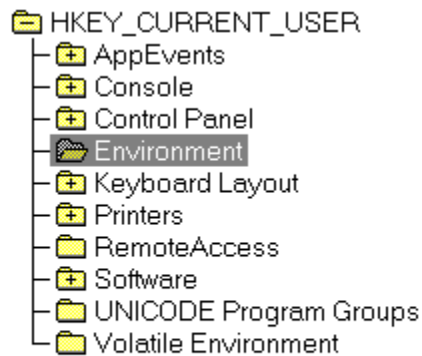 HKEY_CURRENT_USER
AppEvents
Console
Control Panel
Environment
Keyboard Layout
Printers
RemoteAccess
Software
UNICODE Program Groups
Volatile Environment